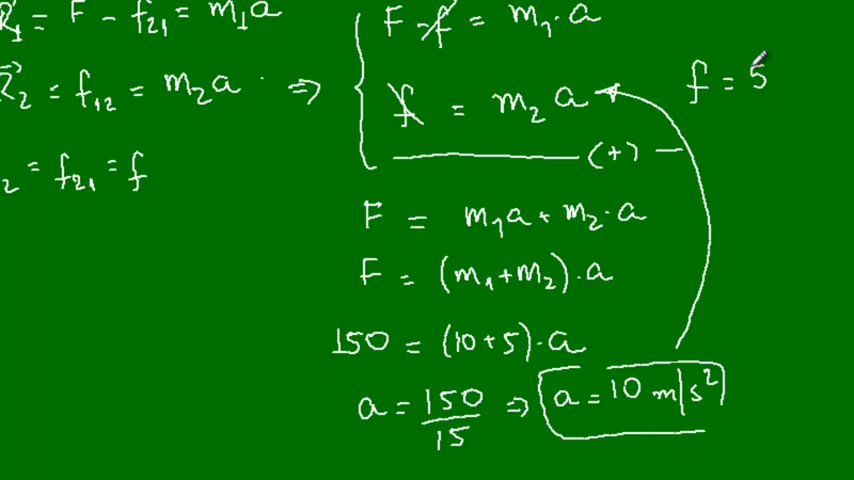 R₁ = F - f₂₁ = m₁a
R₂ = f₁₂ = m₂a ⇒
₂ = f₂₁ = f
F - f = m₁·a
f = m₂a
(+)
F = m₁a + m₂·a
F = (m₁+m₂)·a
150 = (10+5)·a
a = 150/15 ⇒ a = 10 m/s²
f = 5